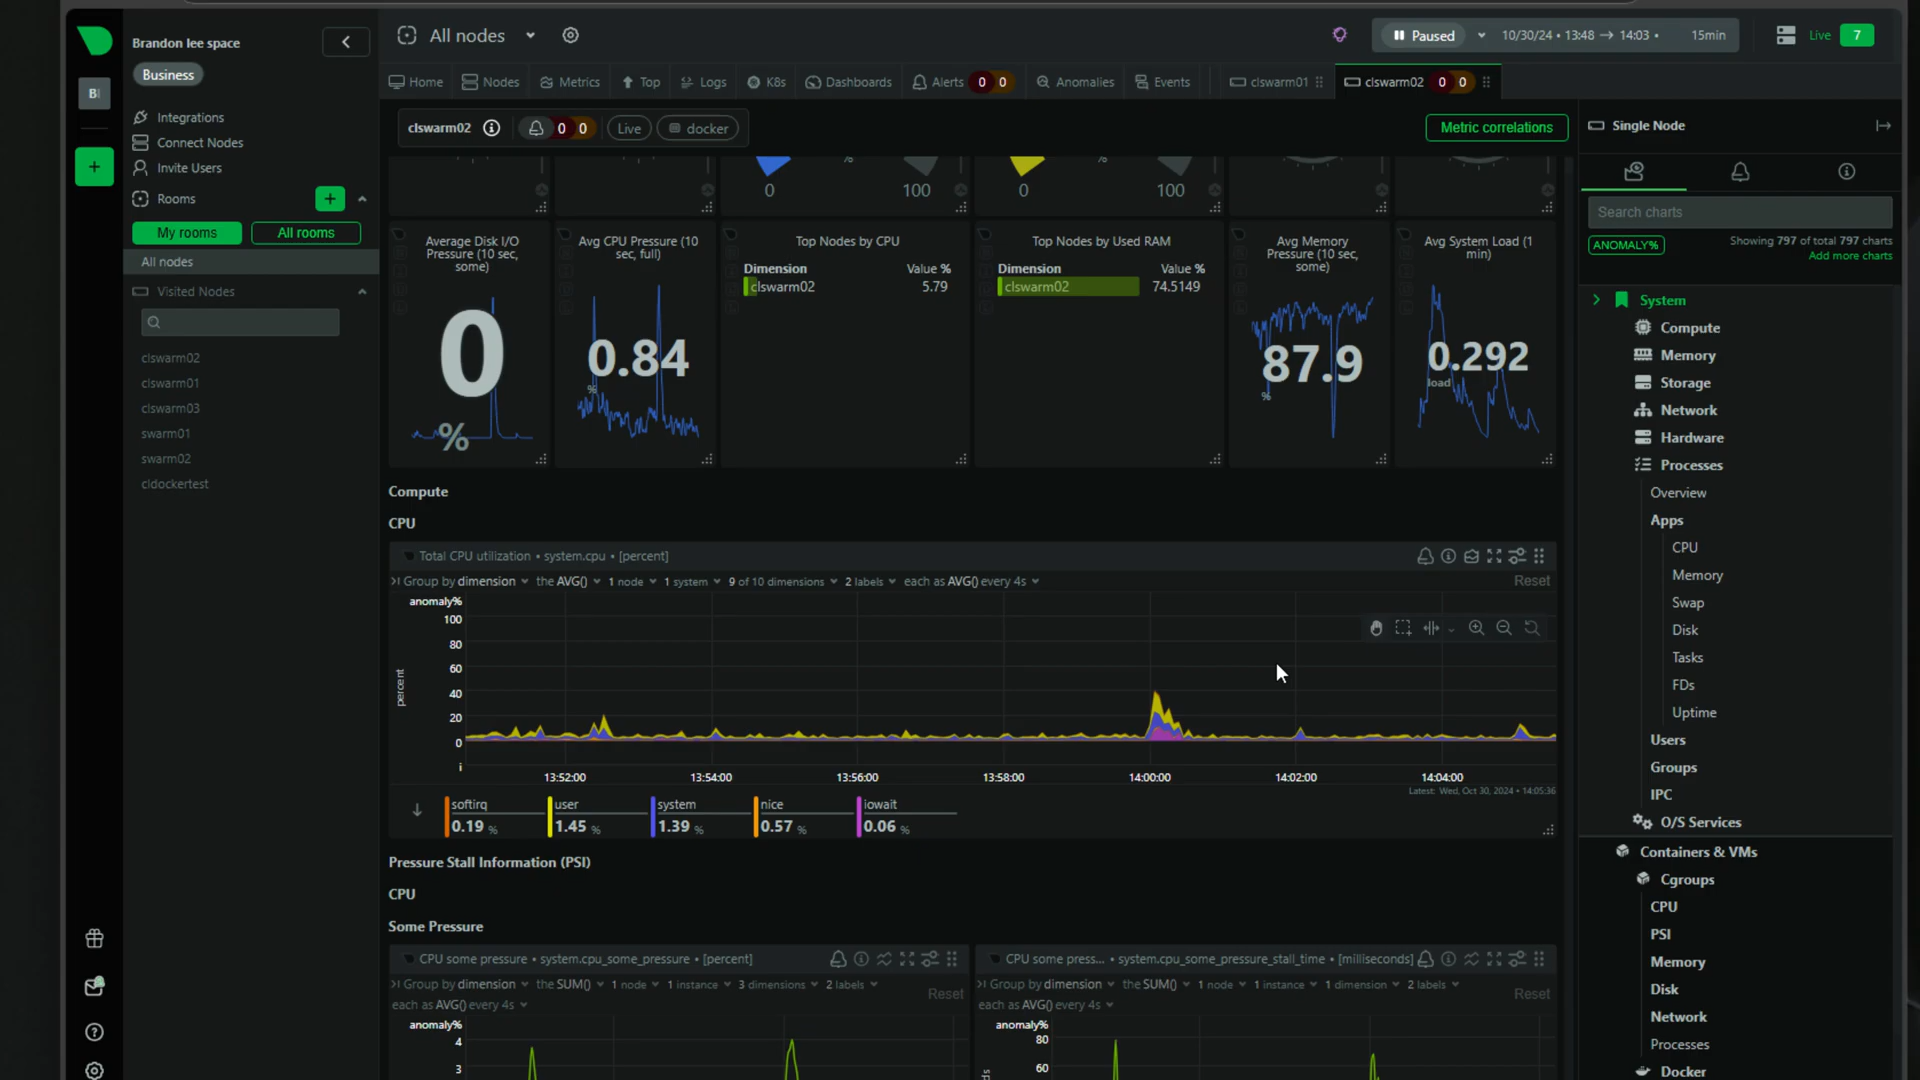 Brandon lee space
Business
B
Integrations
Connect Nodes
Invite Users
Rooms
My rooms
All rooms
All nodes
Visited Nodes
clswarm02
clswarm01
clswarm03
swarm01
swarm02
cldockertest
All nodes
Paused
10/30/24 • 13:48 → 14:03 •
15min
Live
7
Home
Nodes
Metrics
Top
Logs
K8s
Dashboards
Alerts 0 0
Anomalies
Events
clswarm01
clswarm02 0 0
clswarm02
0 0
Live
docker
Metric correlations
0 % 100
0 % 100
Average Disk I/O
Pressure (10 sec,
some)
0
%
Avg CPU Pressure (10
sec, full)
0.84
%
Top Nodes by CPU
Dimension Value %
clswarm02 5.79
Top Nodes by Used RAM
Dimension Value %
clswarm02 74.5149
Avg Memory
Pressure (10 sec,
some)
87.9
%
Avg System Load (1
min)
0.292
load
Compute
CPU
Total CPU utilization • system.cpu • [percent]
Group by dimension the AVG() 1 node 1 system 9 of 10 dimensions 2 labels each as AVG() every 4s
Reset
anomaly%
100
80
60
40
20
0
i
percent
13:52:00 13:54:00 13:56:00 13:58:00 14:00:00 14:02:00 14:04:00
Latest: Wed, Oct 30, 2024 • 14:05:36
softirq
0.19 %
user
1.45 %
system
1.39 %
nice
0.57 %
iowait
0.06 %
Pressure Stall Information (PSI)
CPU
Some Pressure
CPU some pressure • system.cpu_some_pressure • [percent]
Group by dimension the SUM() 1 node 1 instance 3 dimensions 2 labels
each as AVG() every 4s
Reset
anomaly%
4
3
CPU some press... • system.cpu_some_pressure_stall_time • [milliseconds]
Group by dimension the SUM() 1 node 1 instance 1 dimension 2 labels
each as AVG() every 4s
Reset
anomaly%
80
60
Single Node
Search charts
ANOMALY%
Showing 797 of total 797 charts
Add more charts
System
Compute
Memory
Storage
Network
Hardware
Processes
Overview
Apps
CPU
Memory
Swap
Disk
Tasks
FDs
Uptime
Users
Groups
IPC
O/S Services
Containers & VMs
Cgroups
CPU
PSI
Memory
Disk
Network
Processes
Docker